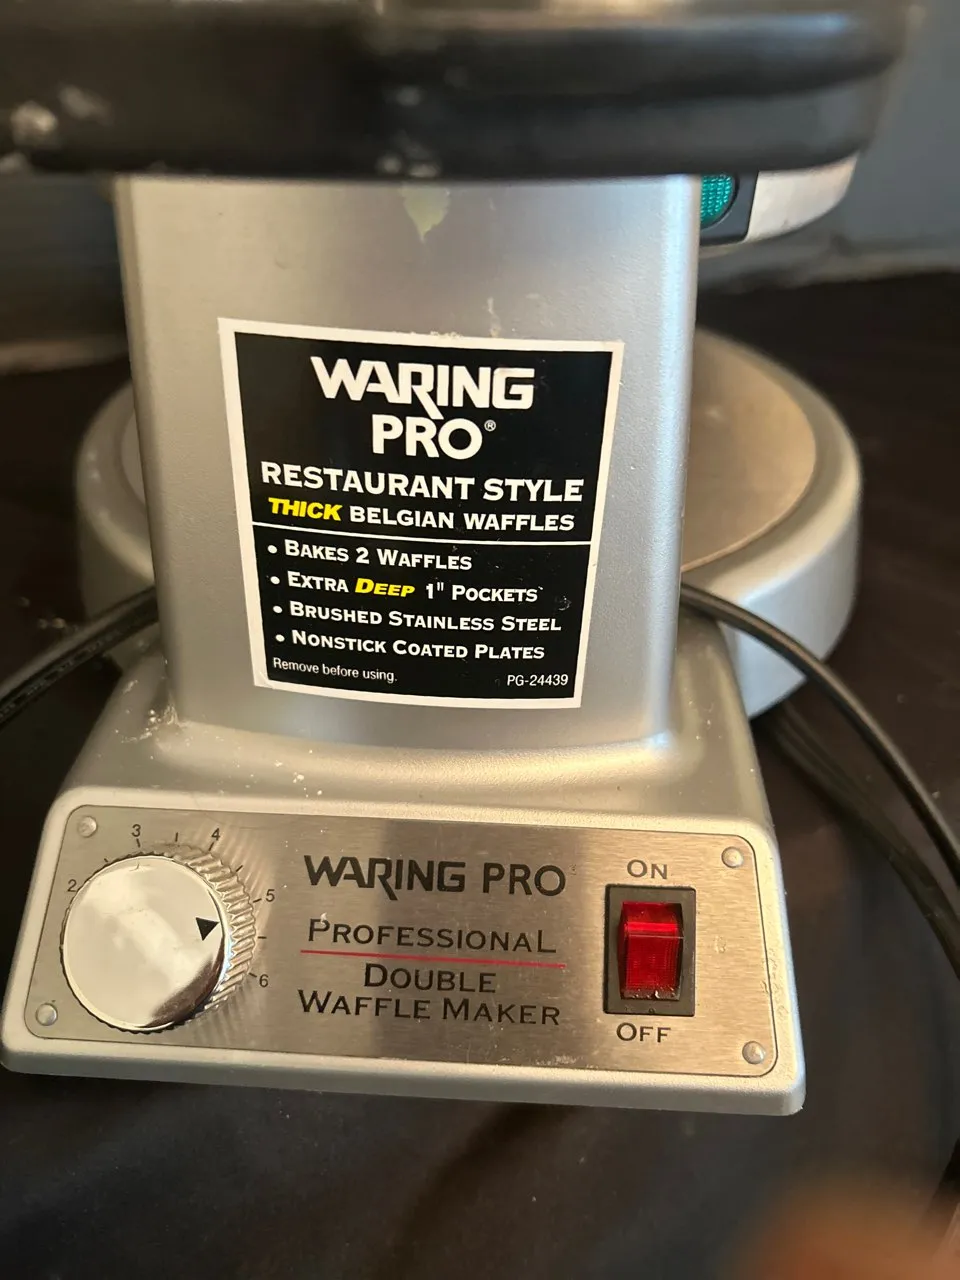 WARING
PRO®
RESTAURANT STYLE
THICK BELGIAN WAFFLES
• BAKES 2 WAFFLES
• EXTRA DEEP 1" POCKETS
• BRUSHED STAINLESS STEEL
• NONSTICK COATED PLATES
Remove before using. PG-24439
2 3 4 5 6
WARING PRO
PROFESSIONAL
DOUBLE
WAFFLE MAKER
ON
OFF